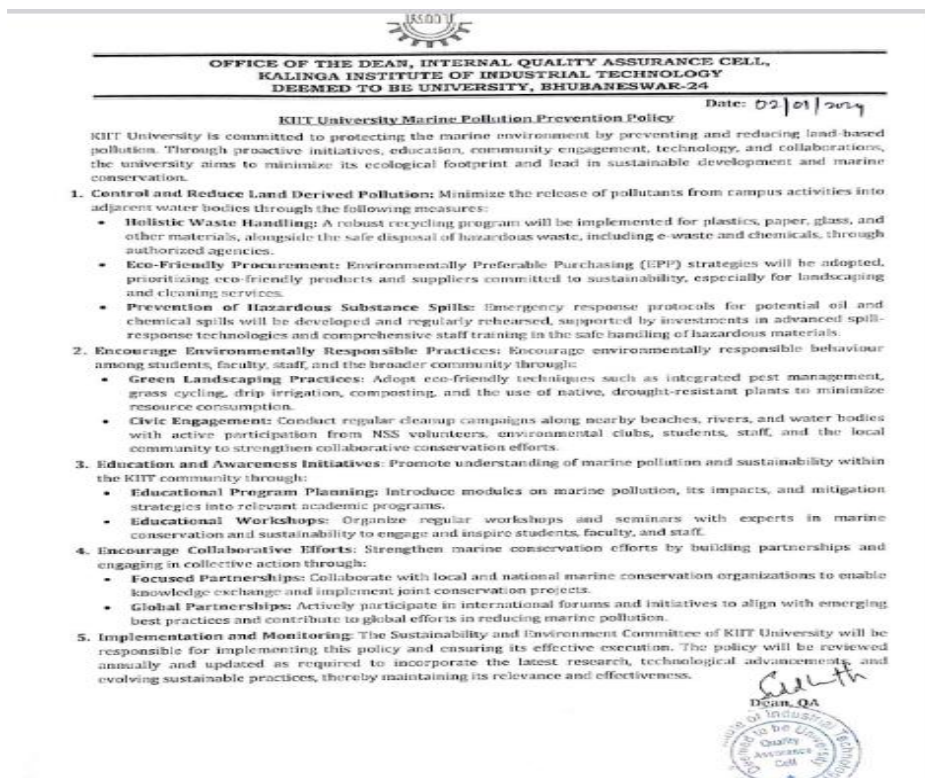 OFFICE OF THE DEAN, INTERNAL QUALITY ASSURANCE CELL,
KALINGA INSTITUTE OF INDUSTRIAL TECHNOLOGY
DEEMED TO BE UNIVERSITY, BHUBANESWAR-24
Date: 02/01/2024
KIIT University Marine Pollution Prevention Policy
KIIT University is committed to protecting the marine environment by preventing and reducing land-based
pollution. Through proactive initiatives, education, community engagement, technology, and collaborations,
the university aims to minimize its ecological footprint and lead in sustainable development and marine
conservation.
1. Control and Reduce Land Derived Pollution: Minimize the release of pollutants from campus activities into
adjacent water bodies through the following measures:
• Holistic Waste Handling: A robust recycling program will be implemented for plastics, paper, glass, and
other materials, alongside the safe disposal of hazardous waste, including e-waste and chemicals, through
authorized agencies.
• Eco-Friendly Procurement: Environmentally Preferable Purchasing (EPP) strategies will be adopted,
prioritizing eco-friendly products and suppliers committed to sustainability, especially for landscaping
and cleaning services.
• Prevention of Hazardous Substance Spills: Emergency response protocols for potential oil and
chemical spills will be developed and regularly rehearsed, supported by investments in advanced spill-
response technologies and comprehensive staff training in the safe handling of hazardous materials.
2. Encourage Environmentally Responsible Practices: Encourage environmentally responsible behaviour
among students, faculty, staff, and the broader community through:
• Green Landscaping Practices: Adopt eco-friendly techniques such as integrated pest management,
grass cycling, drip irrigation, composting, and the use of native, drought-resistant plants to minimize
resource consumption.
• Civic Engagement: Conduct regular cleanup campaigns along nearby beaches, rivers, and water bodies
with active participation from NSS volunteers, environmental clubs, students, staff, and the local
community to strengthen collaborative conservation efforts.
3. Education and Awareness Initiatives: Promote understanding of marine pollution and sustainability within
the KIIT community through:
• Educational Program Planning: Introduce modules on marine pollution, its impacts, and mitigation
strategies into relevant academic programs.
• Educational Workshops: Organize regular workshops and seminars with experts in marine
conservation and sustainability to engage and inspire students, faculty, and staff.
4. Encourage Collaborative Efforts: Strengthen marine conservation efforts by building partnerships and
engaging in collective action through:
• Focused Partnerships: Collaborate with local and national marine conservation organizations to enable
knowledge exchange and implement joint conservation projects.
• Global Partnerships: Actively participate in international forums and initiatives to align with emerging
best practices and contribute to global efforts in reducing marine pollution.
5. Implementation and Monitoring: The Sustainability and Environment Committee of KIIT University will be
responsible for implementing this policy and ensuring its effective execution. The policy will be reviewed
annually and updated as required to incorporate the latest research, technological advancements, and
evolving sustainable practices, thereby maintaining its relevance and effectiveness.
Dean, QA
of Industrial Technology
Deemed to be University
Quality
Assurance
Cell